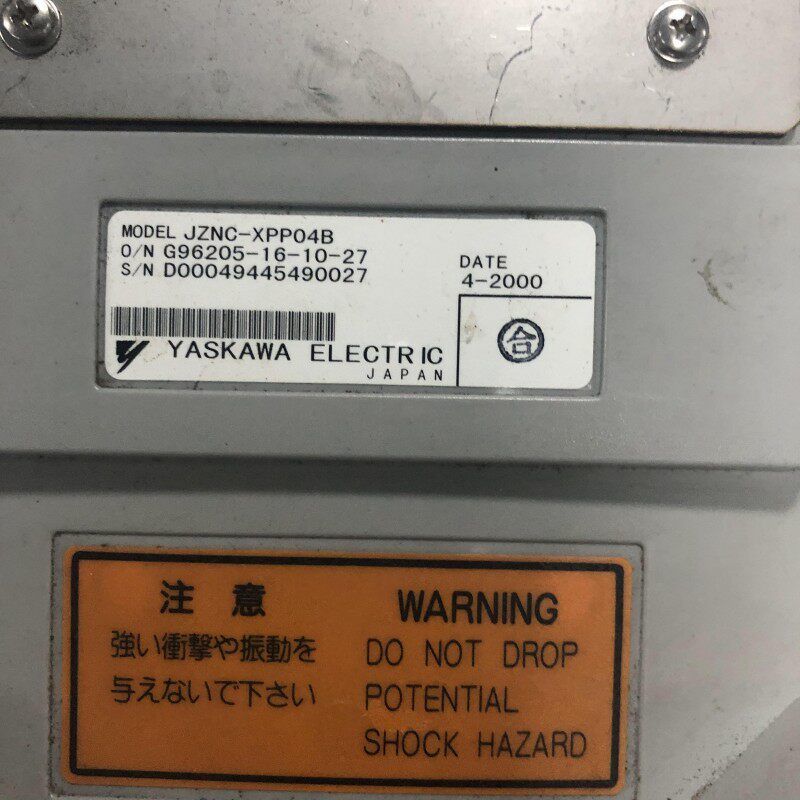 MODEL JZNC-XPP04B
O/N G96205-16-10-27
S/N D00049445490027
DATE
4-2000
合
YASKAWA ELECTRIC
JAPAN
注 意
強い衝撃や振動を
与えないで下さい
WARNING
DO NOT DROP
POTENTIAL
SHOCK HAZARD